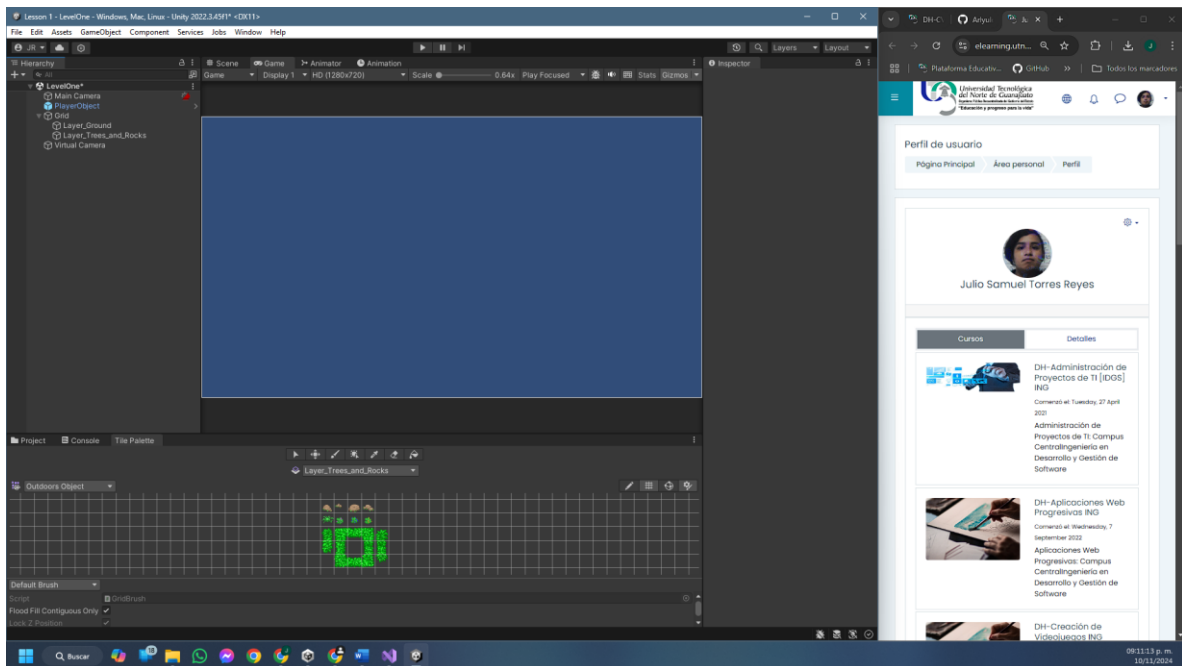 Lesson 1 - LevelOne - Windows, Mac, Linux - Unity 2022.3.45f1* <DX11>
File Edit Assets GameObject Component Services Jobs Window Help
JR
Layers Layout
Hierarchy
All
LevelOne*
Main Camera
PlayerObject
Grid
Layer_Ground
Layer_Trees_and_Rocks
Virtual Camera
Scene Game Animator Animation
Game Display 1 HD (1280x720) Scale 0.64x Play Focused Stats Gizmos
Inspector
Project Console Tile Palette
Layer_Trees_and_Rocks
Outdoors Object
Default Brush
Script GridBrush
Flood Fill Contiguous Only
Lock Z Position
DH-C
Ariyul
elearning.utn...
Plataforma Educativ... GitHub » Todos los marcadores
Universidad Tecnológica
del Norte de Guanajuato
"Educación y progreso para la vida"
Perfil de usuario
Página Principal Área personal Perfil
Julio Samuel Torres Reyes
Cursos Detalles
DH-Administración de
Proyectos de TI [IDGS]
ING
Comenzó el: Tuesday, 27 April
2021
Administración de
Proyectos de TI: Campus
CentralIngeniería en
Desarrollo y Gestión de
Software
DH-Aplicaciones Web
Progresivas ING
Comenzó el: Wednesday, 7
September 2022
Aplicaciones Web
Progresivas: Campus
CentralIngeniería en
Desarrollo y Gestión de
Software
DH-Creación de
Videojuegos ING
Buscar
09:11:13 p. m.
10/11/2024